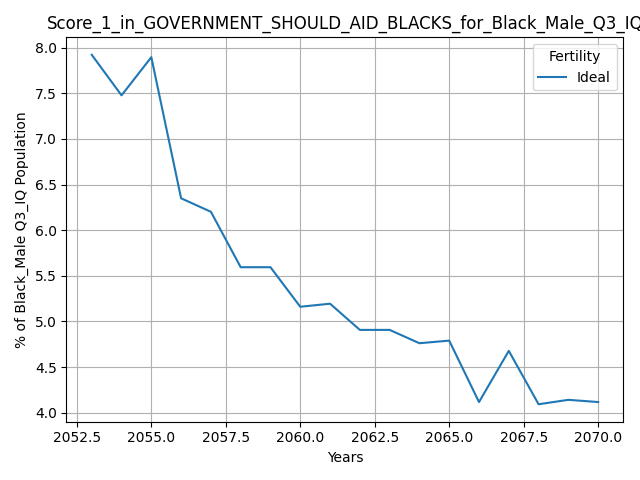 Score_1_in_GOVERNMENT_SHOULD_AID_BLACKS_for_Black_Male_Q3_IQ
Fertility
Ideal
8.0
7.5
7.0
6.5
6.0
5.5
5.0
4.5
4.0
% of Black_Male Q3_IQ Population
2052.5 2055.0 2057.5 2060.0 2062.5 2065.0 2067.5 2070.0
Years